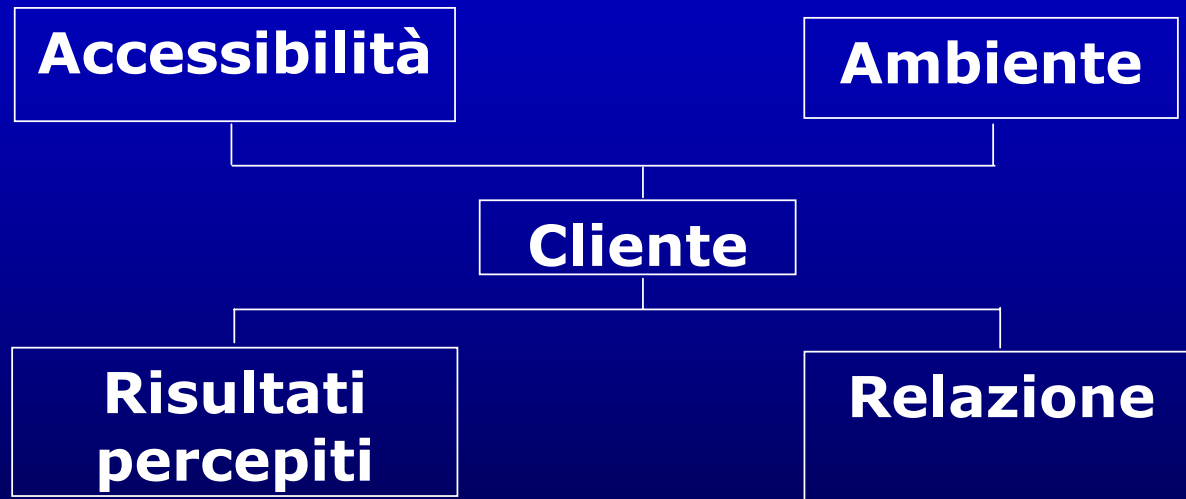 Accessibilità
Ambiente
Cliente
Risultati
percepiti
Relazione